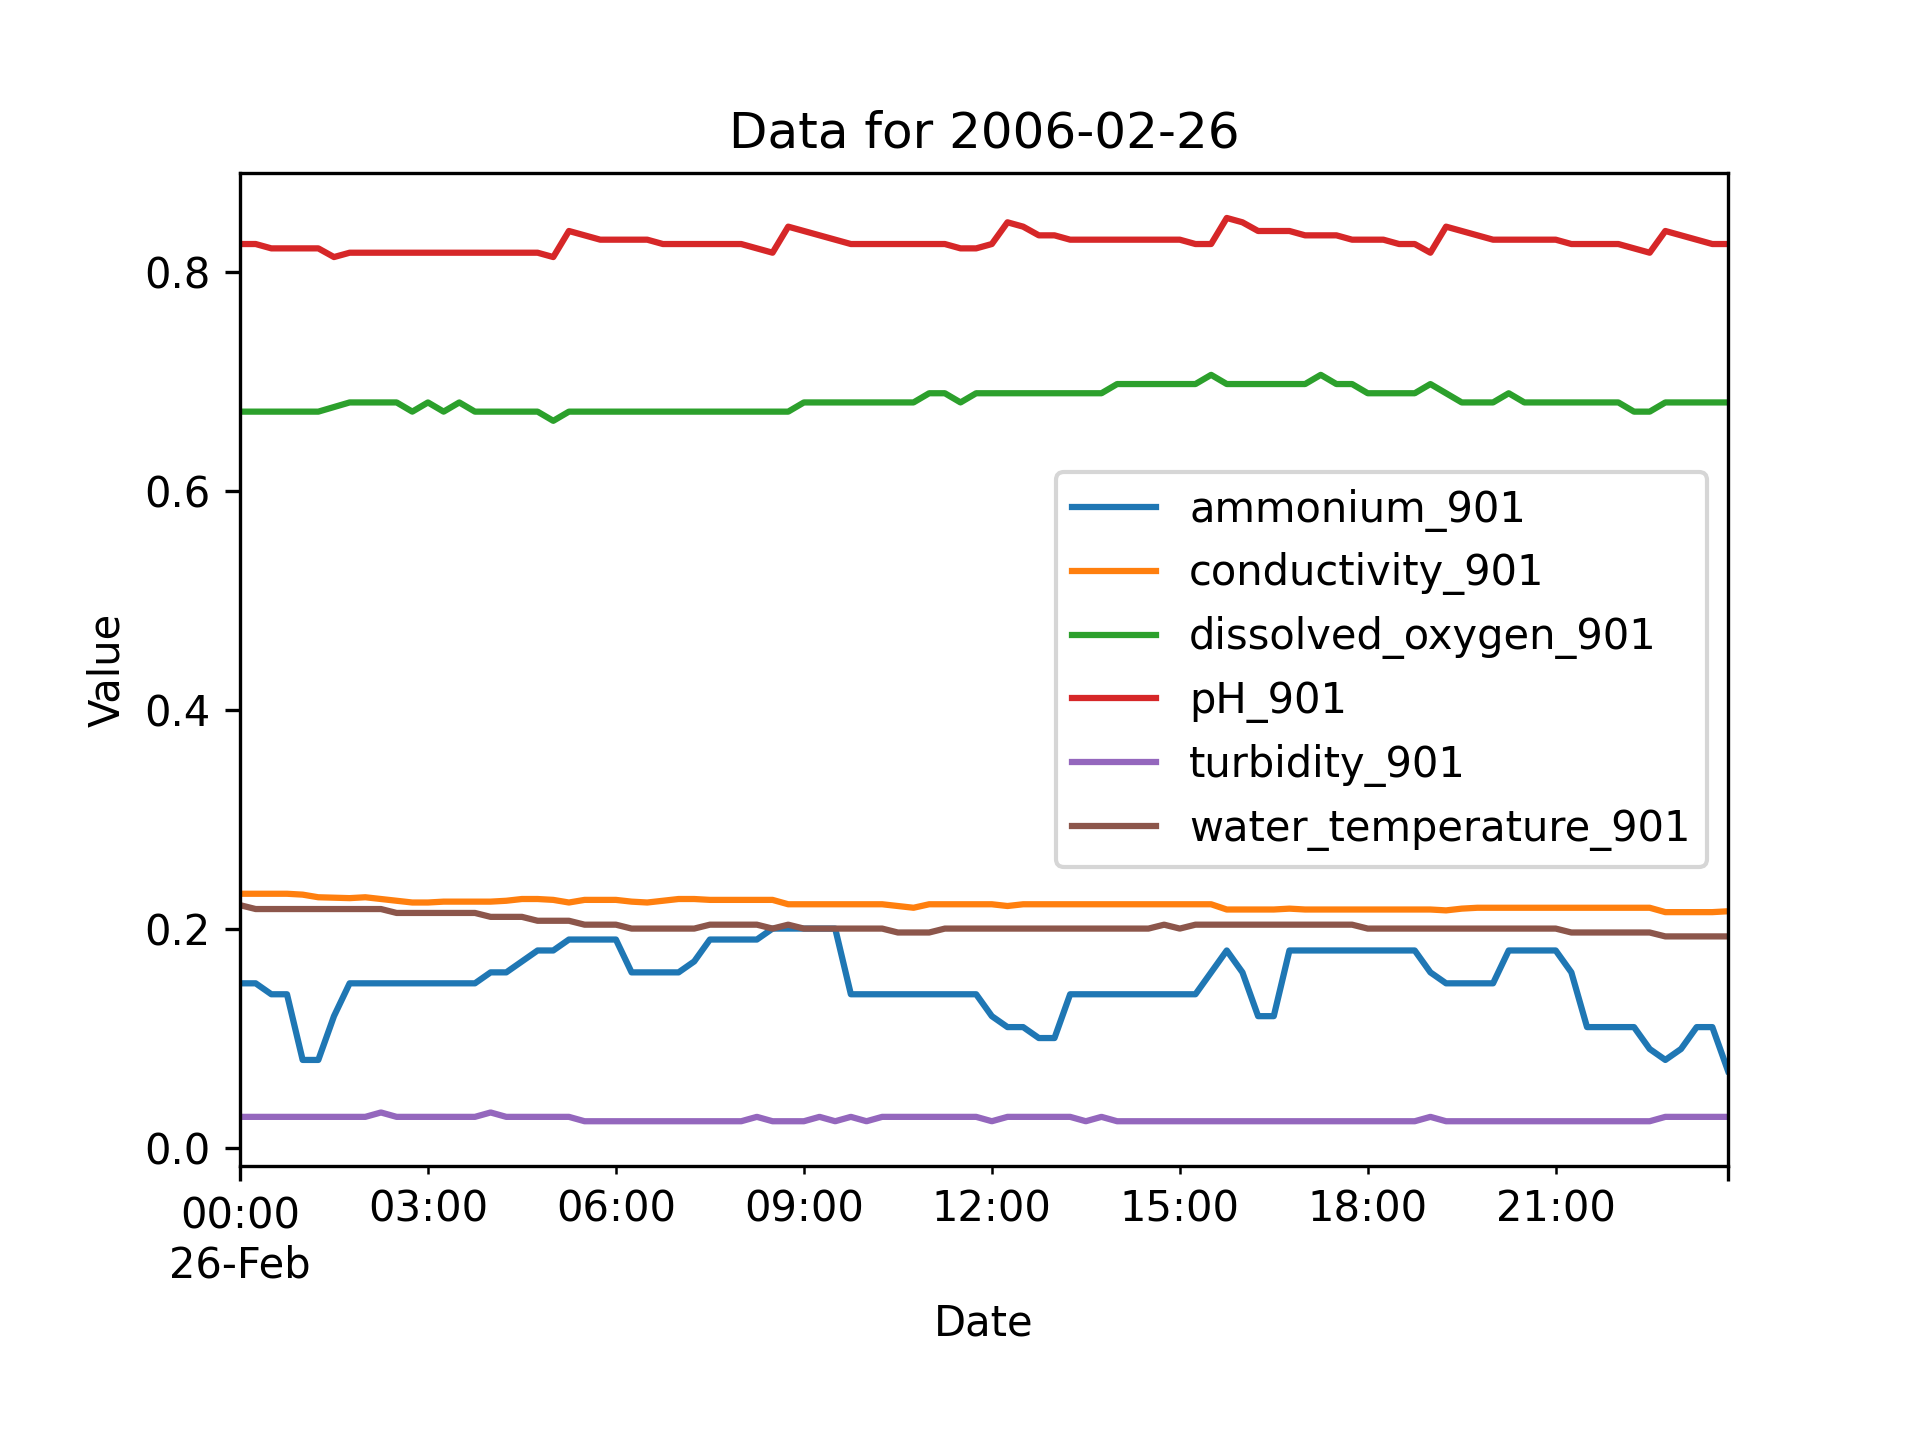 Data for 2006-02-26
Value
0.8
0.6
0.4
0.2
0.0
ammonium_901
conductivity_901
dissolved_oxygen_901
pH_901
turbidity_901
water_temperature_901
00:00 03:00 06:00 09:00 12:00 15:00 18:00 21:00
26-Feb
Date